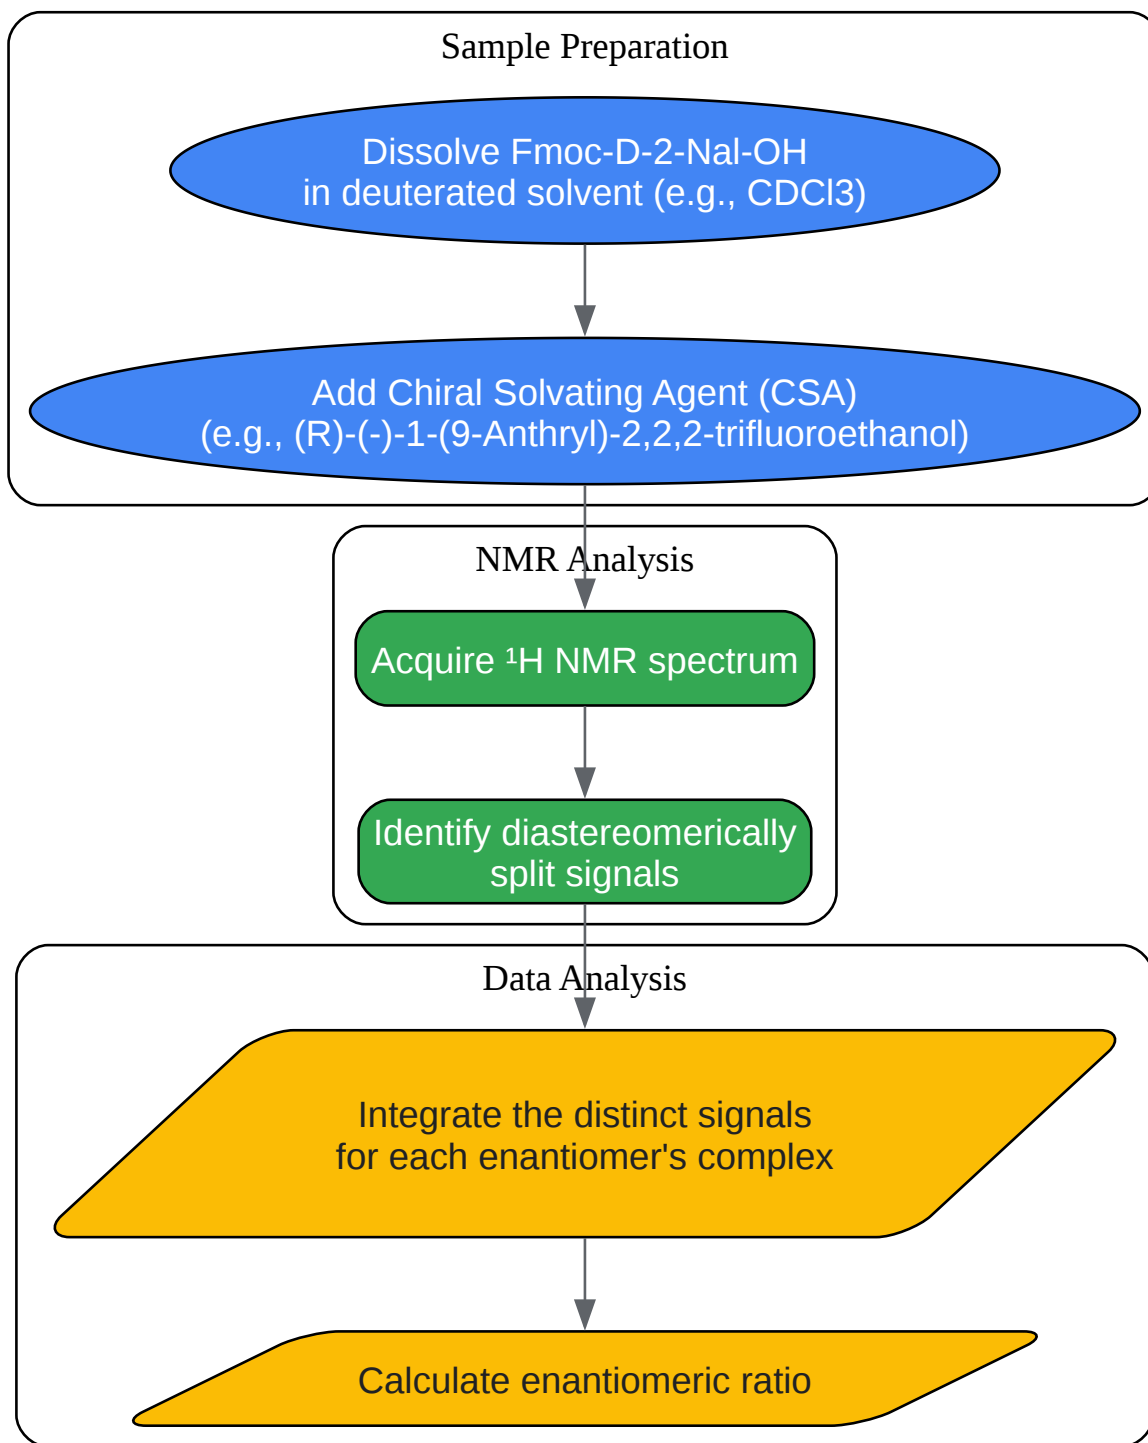 Sample Preparation
Dissolve Fmoc-D-2-Nal-OH
in deuterated solvent (e.g., CDCl3)
Add Chiral Solvating Agent (CSA)
(e.g., (R)-(-)-1-(9-Anthryl)-2,2,2-trifluoroethanol)
NMR Analysis
Acquire ¹H NMR spectrum
Identify diastereomerically
split signals
Data Analysis
Integrate the distinct signals
for each enantiomer's complex
Calculate enantiomeric ratio